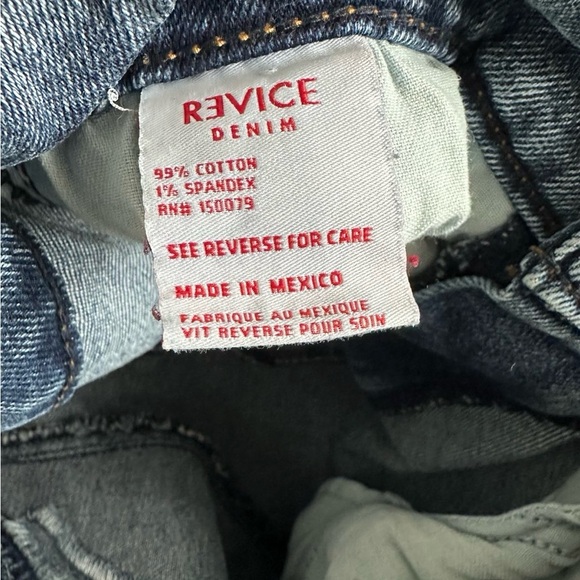 RƎVICE
DENIM
99% COTTON
1% SPANDEX
RN# 150079
SEE REVERSE FOR CARE
MADE IN MEXICO
FABRIQUE AU MEXIQUE
VIT REVERSE POUR SOIN